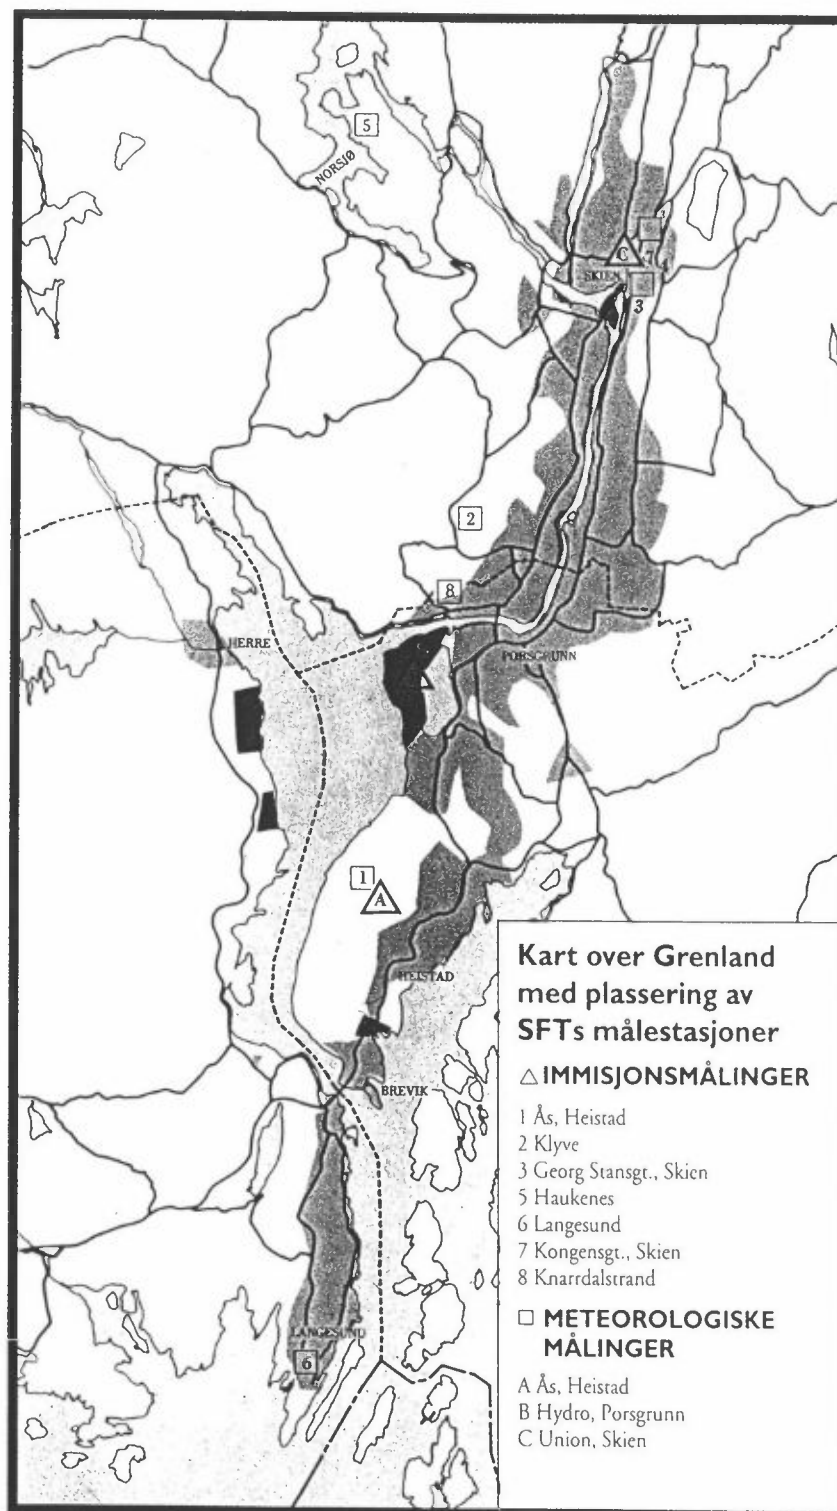 5
NORSJØ
C
7
SKIEN
3
2
8
HERRE
PORSGRUNN
1
A
HEISTAD
BREVIK
LANGESUND
6
Kart over Grenland
med plassering av
SFTs målestasjoner
△ IMMISJONSMÅLINGER
1 Ås, Heistad
2 Klyve
3 Georg Stansgt., Skien
5 Haukenes
6 Langesund
7 Kongensgt., Skien
8 Knarrdalstrand
□ METEOROLOGISKE
MÅLINGER
A Ås, Heistad
B Hydro, Porsgrunn
C Union, Skien